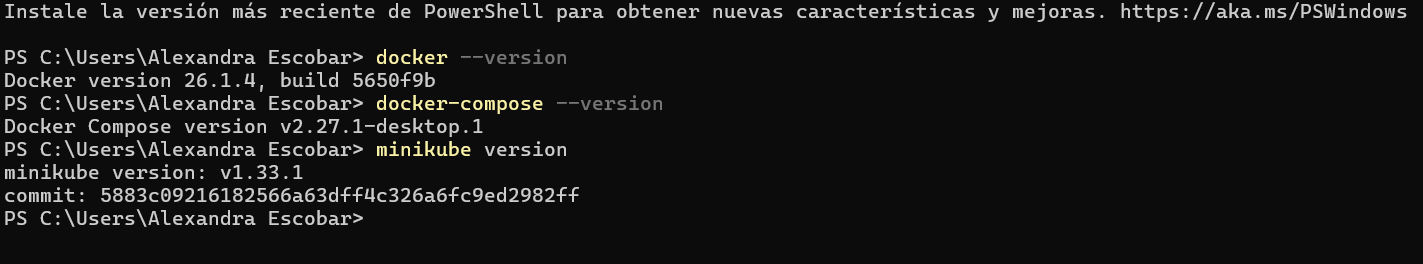 Instale la versión más reciente de PowerShell para obtener nuevas características y mejoras. https://aka.ms/PSWindows
PS C:\Users\Alexandra Escobar> docker --version
Docker version 26.1.4, build 5650f9b
PS C:\Users\Alexandra Escobar> docker-compose --version
Docker Compose version v2.27.1-desktop.1
PS C:\Users\Alexandra Escobar> minikube version
minikube version: v1.33.1
commit: 5883c09216182566a63dff4c326a6fc9ed2982ff
PS C:\Users\Alexandra Escobar>